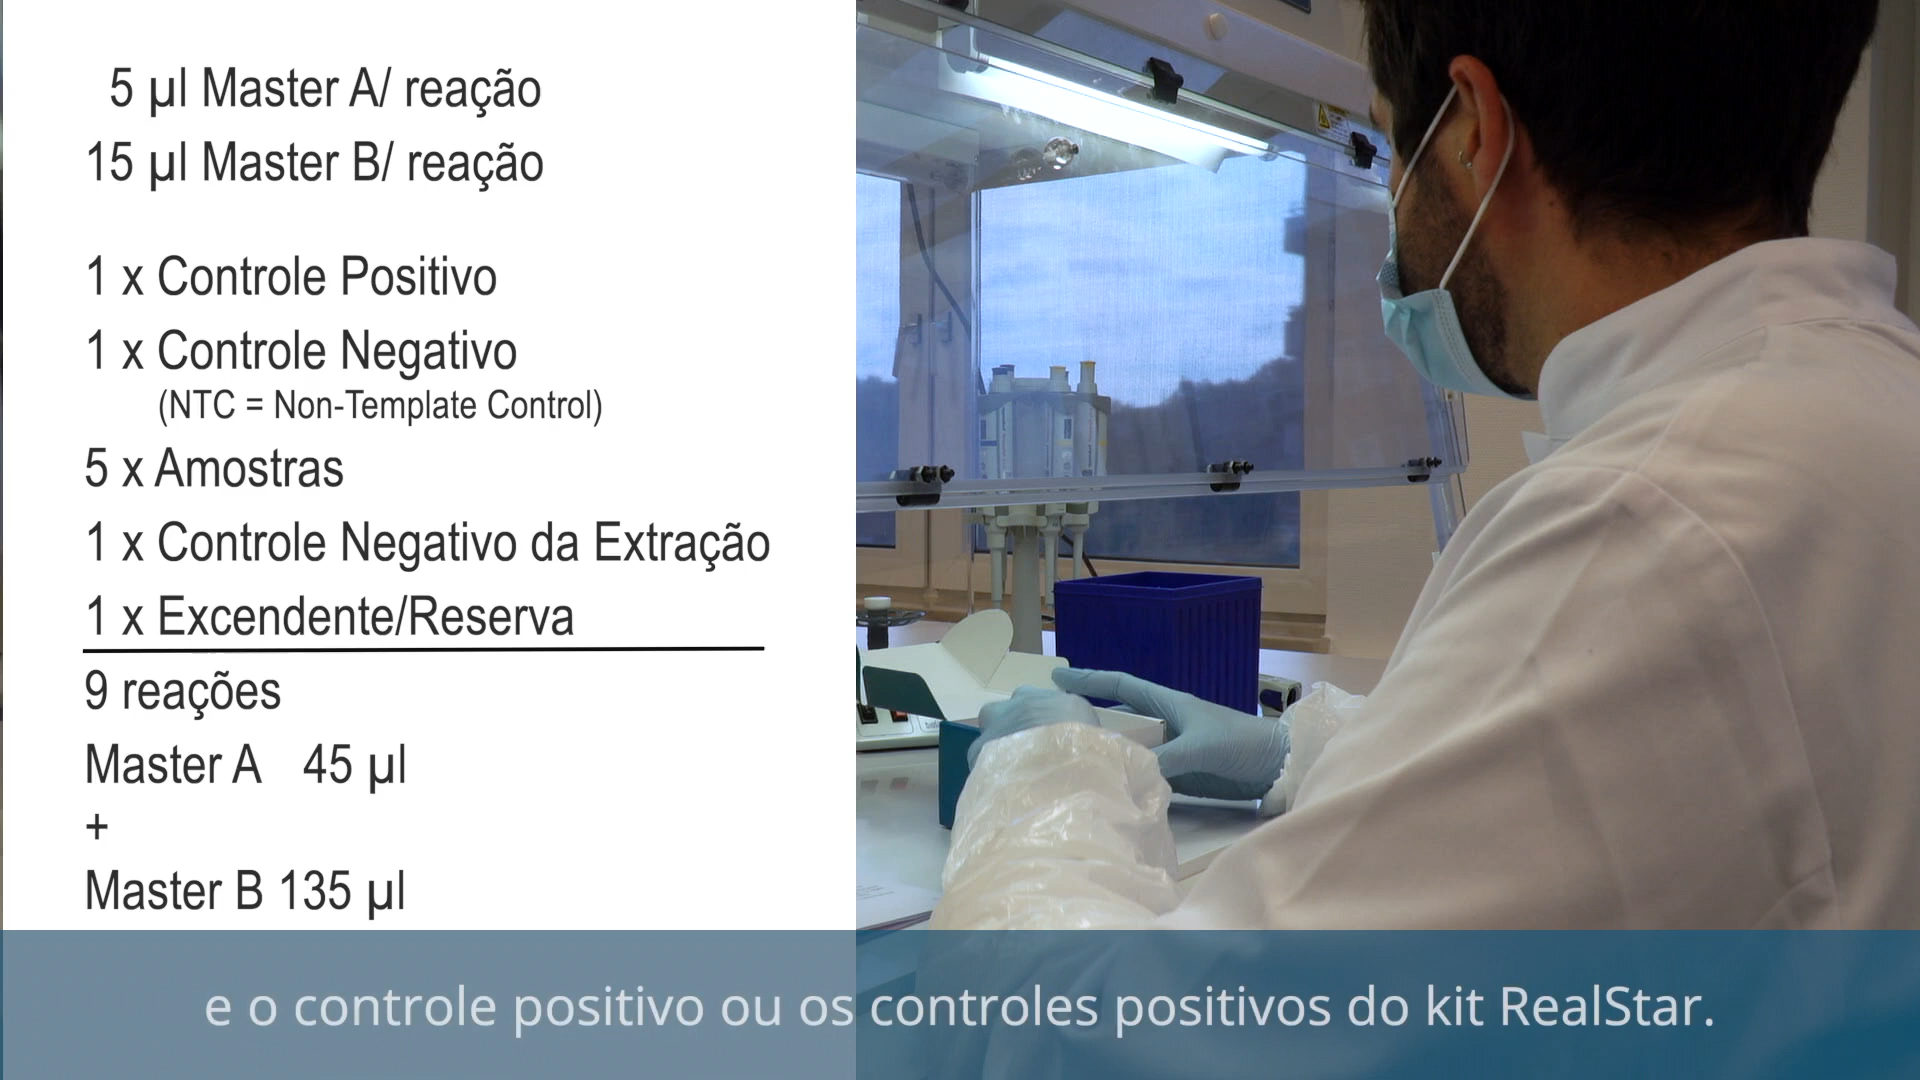 5 µl Master A/ reação
15 µl Master B/ reação
1 x Controle Positivo
1 x Controle Negativo
(NTC = Non-Template Control)
5 x Amostras
1 x Controle Negativo da Extração
1 x Excendente/Reserva
9 reações
Master A 45 µl
+
Master B 135 µl
e o controle positivo ou os controles positivos do kit RealStar.